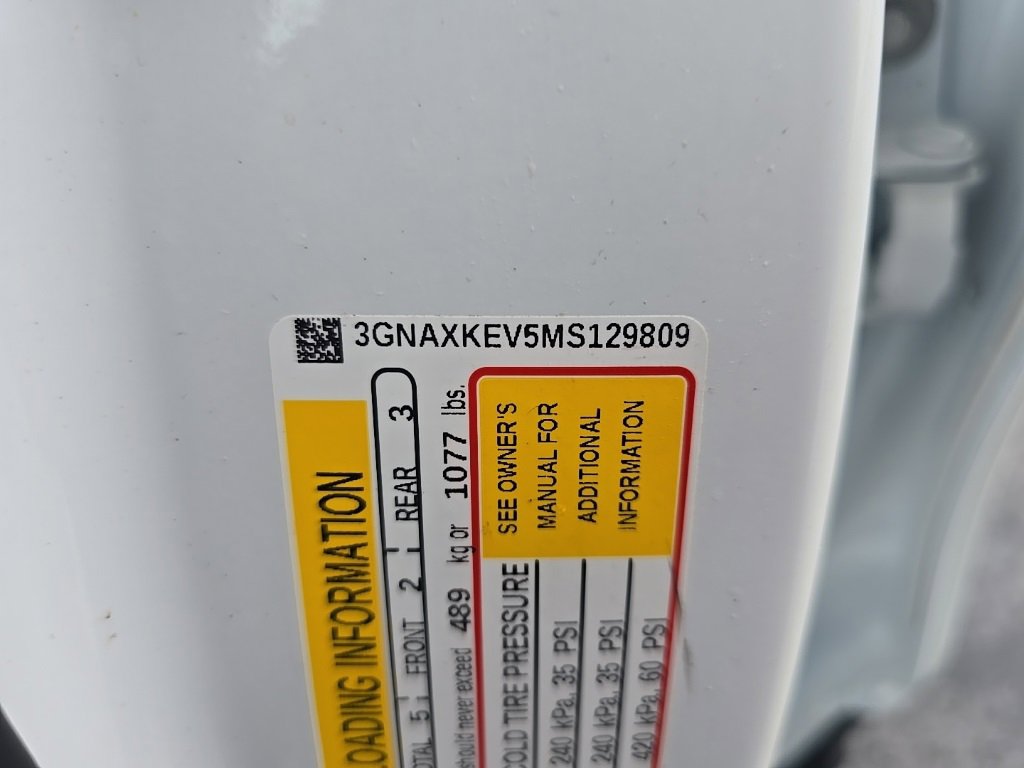 3GNAXKEV5MS129809
LOADING INFORMATION
TOTAL 5 FRONT 2 REAR 3
should never exceed 489 kg or 1077 lbs.
SEE OWNER'S
MANUAL FOR
ADDITIONAL
INFORMATION
COLD TIRE PRESSURE
240 kPa, 35 PSI
240 kPa, 35 PSI
420 kPa, 60 PSI